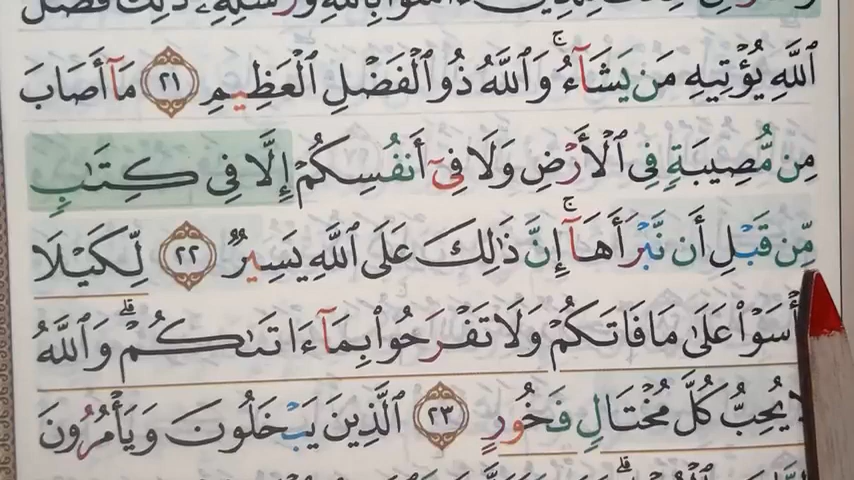 ٱللَّهِ يُؤْتِيهِ مَن يَشَآءُ ۚ وَٱللَّهُ ذُو ٱلْفَضْلِ ٱلْعَظِيمِ ٢١ مَآ أَصَابَ
مِن مُّصِيبَةٍ فِى ٱلْأَرْضِ وَلَا فِىٓ أَنفُسِكُمْ إِلَّا فِى كِتَٰبٍ
مِّن قَبْلِ أَن نَّبْرَأَهَآ ۚ إِنَّ ذَٰلِكَ عَلَى ٱللَّهِ يَسِيرٌ ٢٢ لِّكَيْلَا
تَأْسَوْا۟ عَلَىٰ مَا فَاتَكُمْ وَلَا تَفْرَحُوا۟ بِمَآ ءَاتَىٰكُمْ ۗ وَٱللَّهُ
لَا يُحِبُّ كُلَّ مُخْتَالٍ فَخُورٍ ٢٣ ٱلَّذِينَ يَبْخَلُونَ وَيَأْمُرُونَ